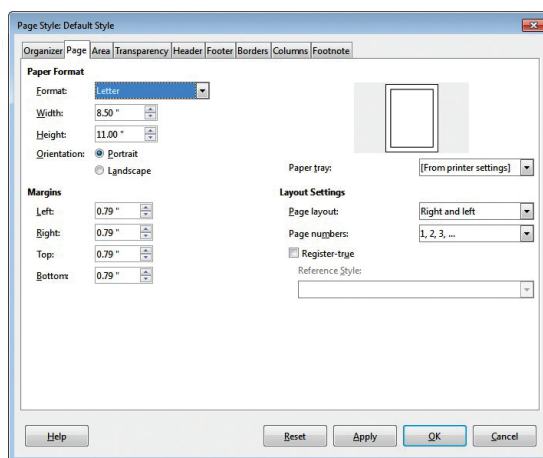 Page Style: Default Style
Organizer Page Area Transparency Header Footer Borders Columns Footnote
Paper Format
Format: Letter
Width: 8.50 "
Height: 11.00 "
Orientation: Portrait
Landscape
Paper tray: [From printer settings]
Margins
Left: 0.79 "
Right: 0.79 "
Top: 0.79 "
Bottom: 0.79 "
Layout Settings
Page layout: Right and left
Page numbers: 1, 2, 3, ...
Register-true
Reference Style:
Help Reset Apply OK Cancel